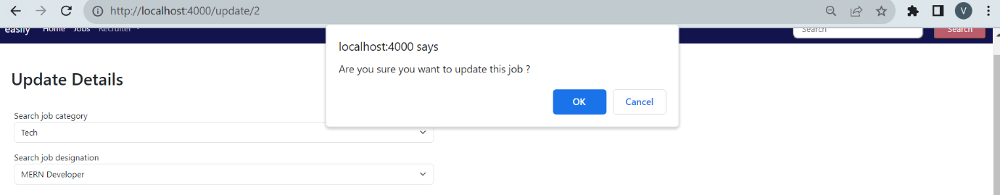 http://localhost:4000/update/2
V
easily Home Jobs Recruiter
Search Search
localhost:4000 says
Are you sure you want to update this job ?
OK Cancel
Update Details
Search job category
Tech
Search job designation
MERN Developer